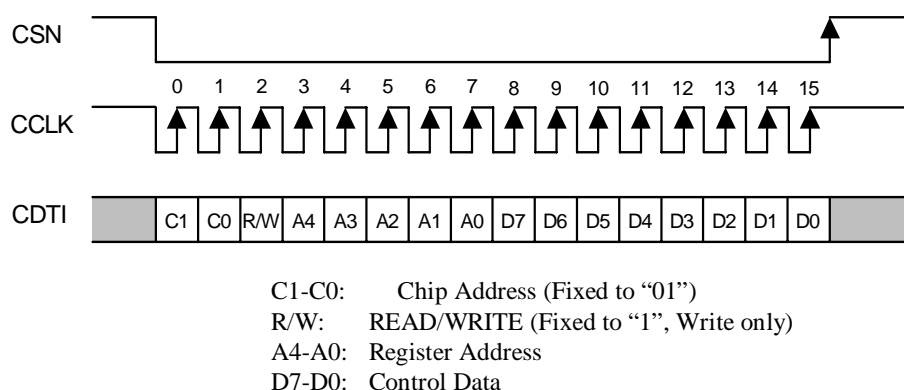 CSN
0 1 2 3 4 5 6 7 8 9 10 11 12 13 14 15
CCLK
CDTI
C1 C0 R/W A4 A3 A2 A1 A0 D7 D6 D5 D4 D3 D2 D1 D0
C1-C0: Chip Address (Fixed to “01”)
R/W: READ/WRITE (Fixed to “1”, Write only)
A4-A0: Register Address
D7-D0: Control Data